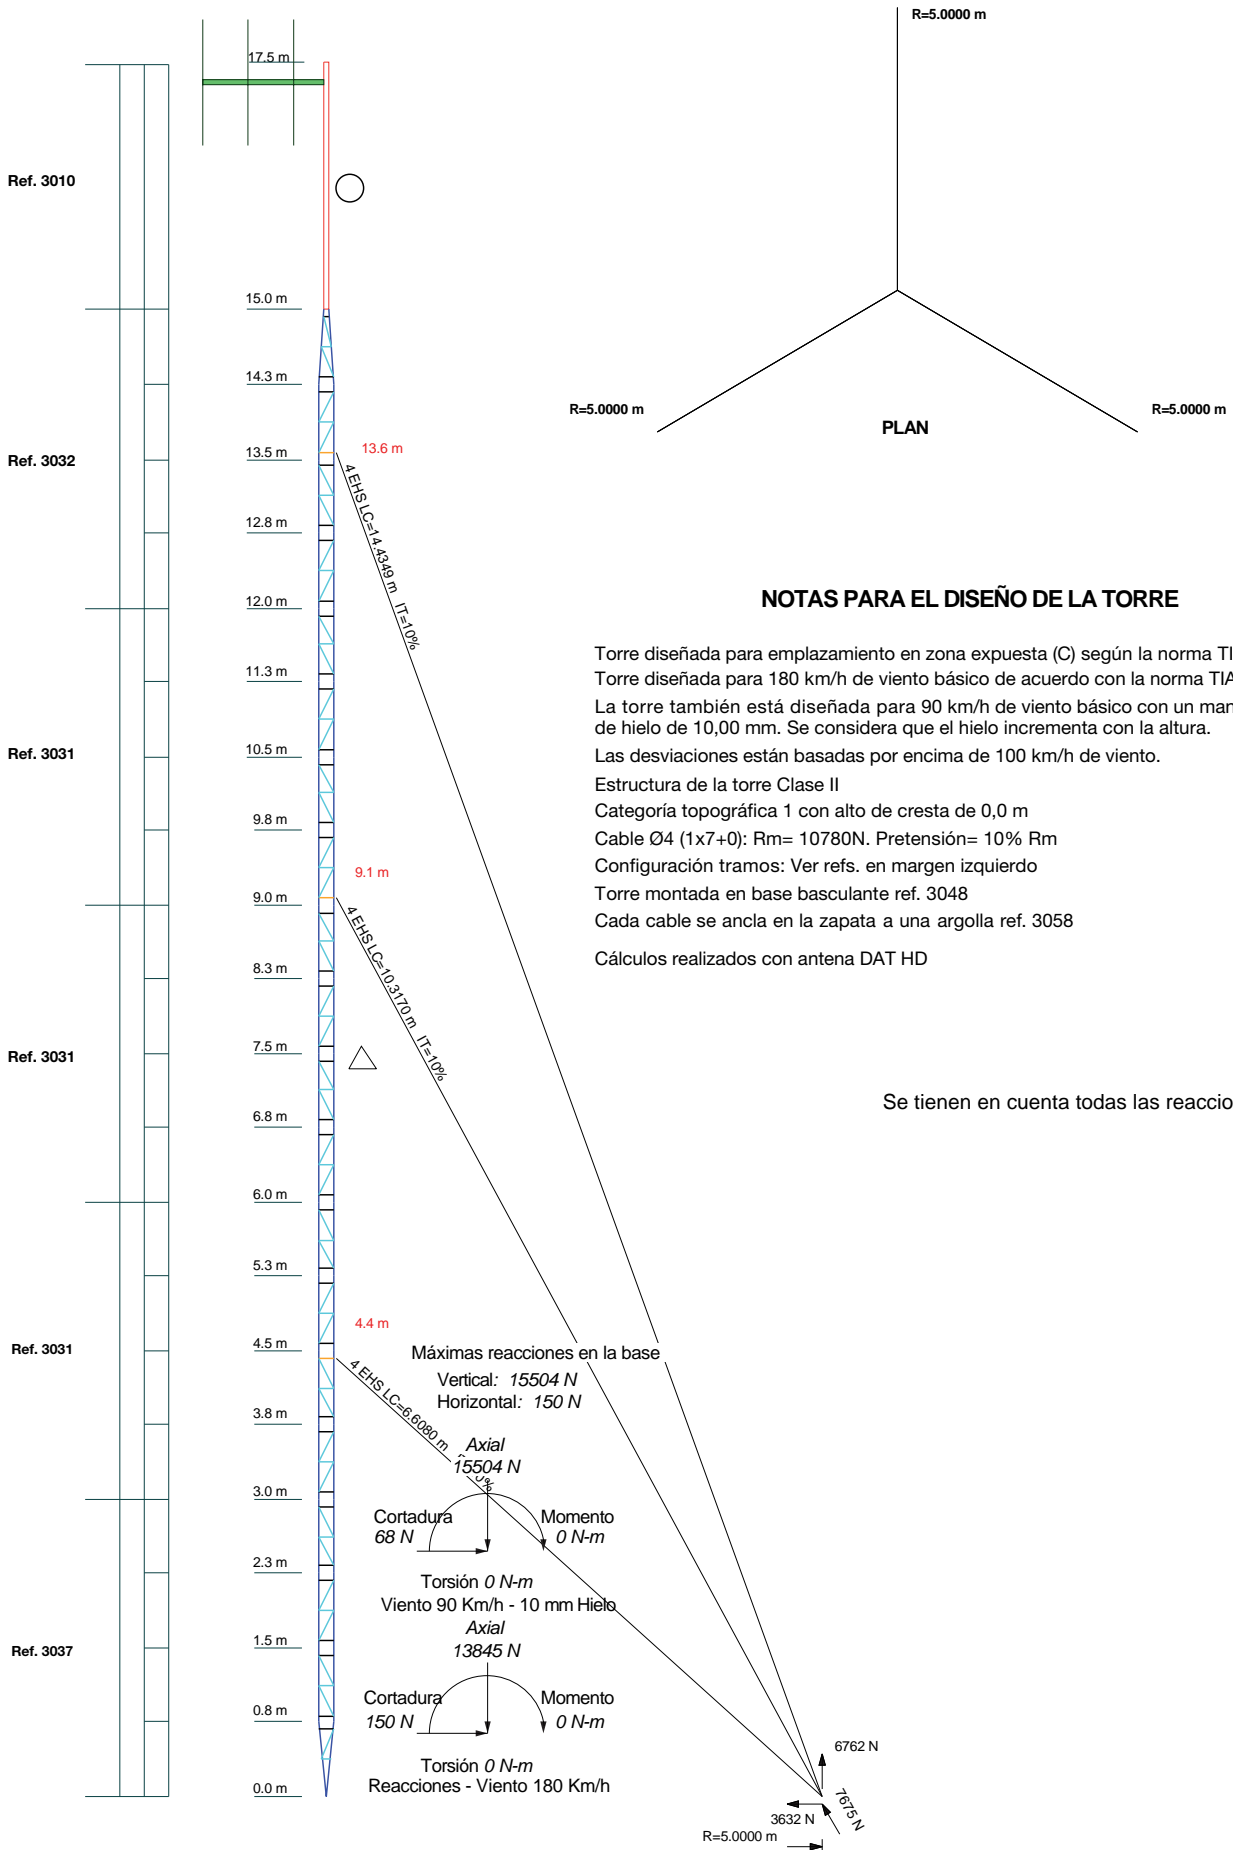 R=5.0000 m
17.5 m
Ref. 3010
15.0 m
14.3 m
R=5.0000 m
R=5.0000 m
PLAN
13.6 m
13.5 m
Ref. 3032
4 EHS LC=14.4349 m IT=10%
12.8 m
12.0 m
NOTAS PARA EL DISEÑO DE LA TORRE
Torre diseñada para emplazamiento en zona expuesta (C) según la norma TI
Torre diseñada para 180 km/h de viento básico de acuerdo con la norma TIA
La torre también está diseñada para 90 km/h de viento básico con un man
de hielo de 10,00 mm. Se considera que el hielo incrementa con la altura.
Las desviaciones están basadas por encima de 100 km/h de viento.
Estructura de la torre Clase II
Categoría topográfica 1 con alto de cresta de 0,0 m
Cable Ø4 (1x7+0): Rm= 10780N. Pretensión= 10% Rm
Configuración tramos: Ver refs. en margen izquierdo
Torre montada en base basculante ref. 3048
Cada cable se ancla en la zapata a una argolla ref. 3058
Cálculos realizados con antena DAT HD
11.3 m
Ref. 3031
10.5 m
9.8 m
9.1 m
9.0 m
4 EHS LC=10.3170 m IT=10%
8.3 m
Ref. 3031
7.5 m
Se tienen en cuenta todas las reaccio
6.8 m
6.0 m
5.3 m
4.4 m
Ref. 3031
4.5 m
4 EHS LC=6.6080 m
Máximas reacciones en la base
Vertical: 15504 N
Horizontal: 150 N
3.8 m
Axial
15504 N
3.0 m
Cortadura
68 N
Momento
0 N-m
2.3 m
Torsión 0 N-m
Viento 90 Km/h - 10 mm Hielo
Axial
13845 N
Ref. 3037
1.5 m
Cortadura
150 N
Momento
0 N-m
0.8 m
Torsión 0 N-m
Reacciones - Viento 180 Km/h
0.0 m
6762 N
7675 N
3632 N
R=5.0000 m